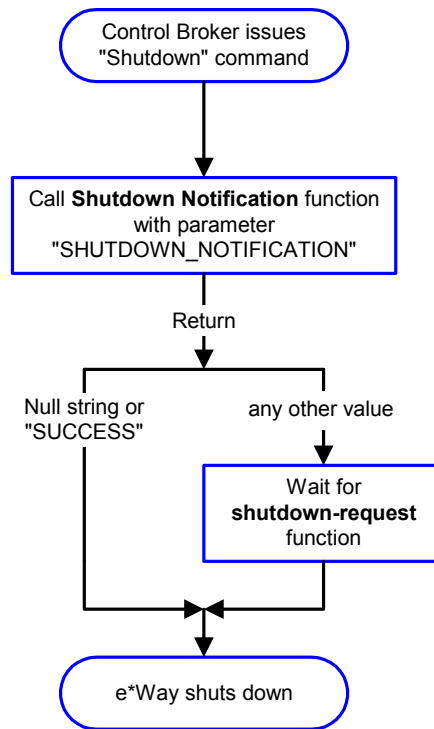 Control Broker issues
"Shutdown" command
Call Shutdown Notification function
with parameter
"SHUTDOWN_NOTIFICATION"
Return
Null string or
"SUCCESS"
any other value
Wait for
shutdown-request
function
e*Way shuts down